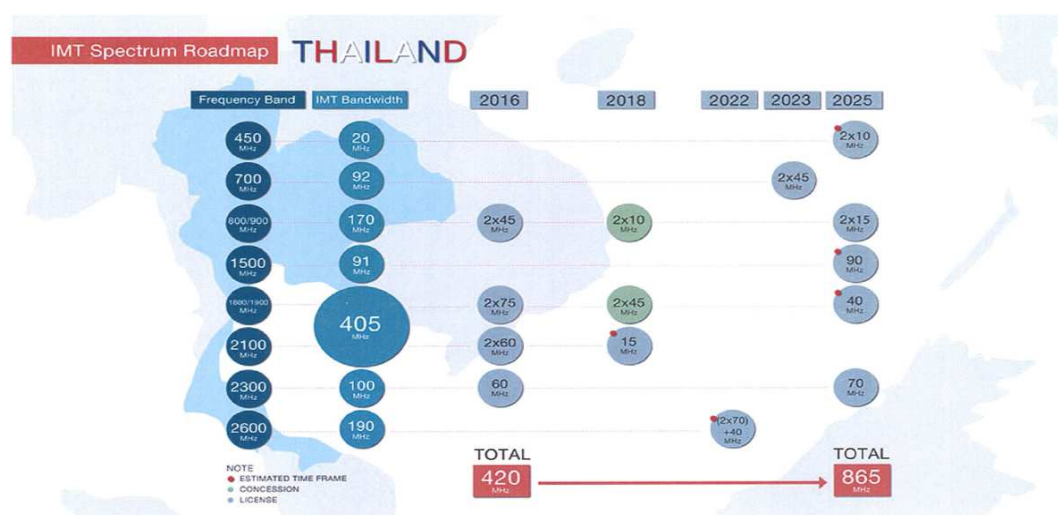 IMT Spectrum Roadmap THAILAND
Frequency Band IMT Bandwidth 2016 2018 2022 2023 2025
450 MHz 20 MHz 2x10 MHz
700 MHz 92 MHz 2x45 MHz
800/900 MHz 170 MHz 2x45 MHz 2x10 MHz 2x15 MHz
1500 MHz 91 MHz 90 MHz
1800/1900 MHz 2x75 MHz 2x45 MHz 40 MHz
405 MHz
2100 MHz 2x60 MHz 15 MHz
2300 MHz 100 MHz 60 MHz 70 MHz
2600 MHz 190 MHz (2x70) +40 MHz
TOTAL TOTAL
420 MHz 865 MHz
NOTE
ESTIMATED TIME FRAME
CONCESSION
LICENSE